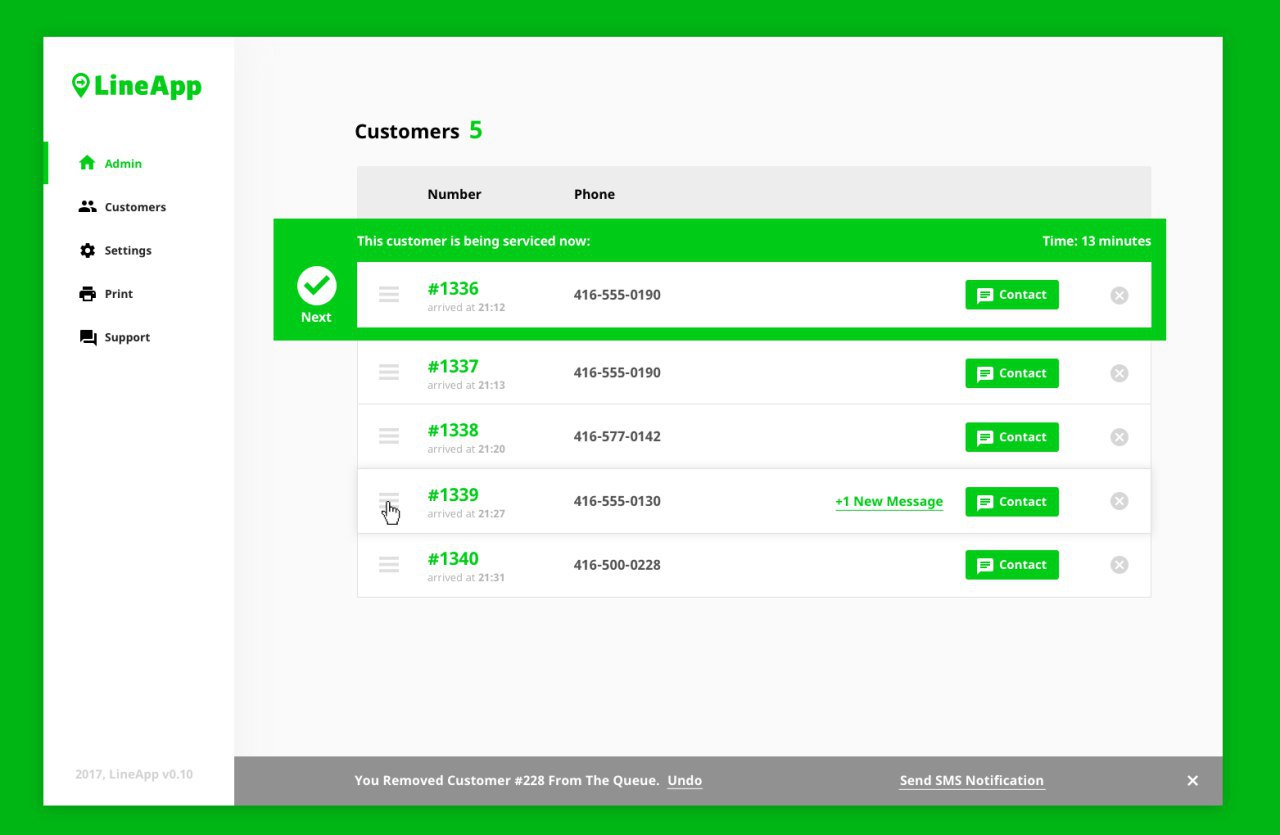 LineApp
Admin
Customers
Settings
Print
Support
2017, LineApp v0.10
Customers 5
Number Phone
This customer is being serviced now: Time: 13 minutes
Next
#1336 416-555-0190 Contact
arrived at 21:12
#1337 416-555-0190 Contact
arrived at 21:13
#1338 416-577-0142 Contact
arrived at 21:20
#1339 416-555-0130 +1 New Message Contact
arrived at 21:27
#1340 416-500-0228 Contact
arrived at 21:31
You Removed Customer #228 From The Queue. Undo Send SMS Notification